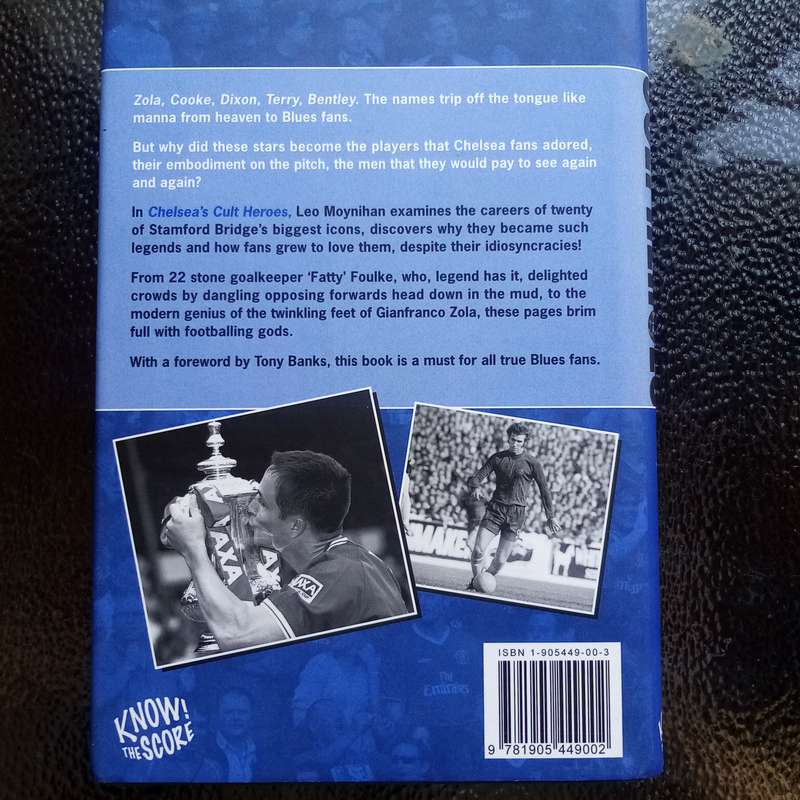 Zola, Cooke, Dixon, Terry, Bentley. The names trip off the tongue like
manna from heaven to Blues fans.
But why did these stars become the players that Chelsea fans adored,
their embodiment on the pitch, the men that they would pay to see again
and again?
In Chelsea's Cult Heroes, Leo Moynihan examines the careers of twenty
of Stamford Bridge's biggest icons, discovers why they became such
legends and how fans grew to love them, despite their idiosyncracies!
From 22 stone goalkeeper 'Fatty' Foulke, who, legend has it, delighted
crowds by dangling opposing forwards head down in the mud, to the
modern genius of the twinkling feet of Gianfranco Zola, these pages brim
full with footballing gods.
With a foreword by Tony Banks, this book is a must for all true Blues fans.
AXA
AXA
MAKE
Fly
Emirates
KNOW!
THE SCORE
ISBN 1-905449-00-3
9 781905 449002